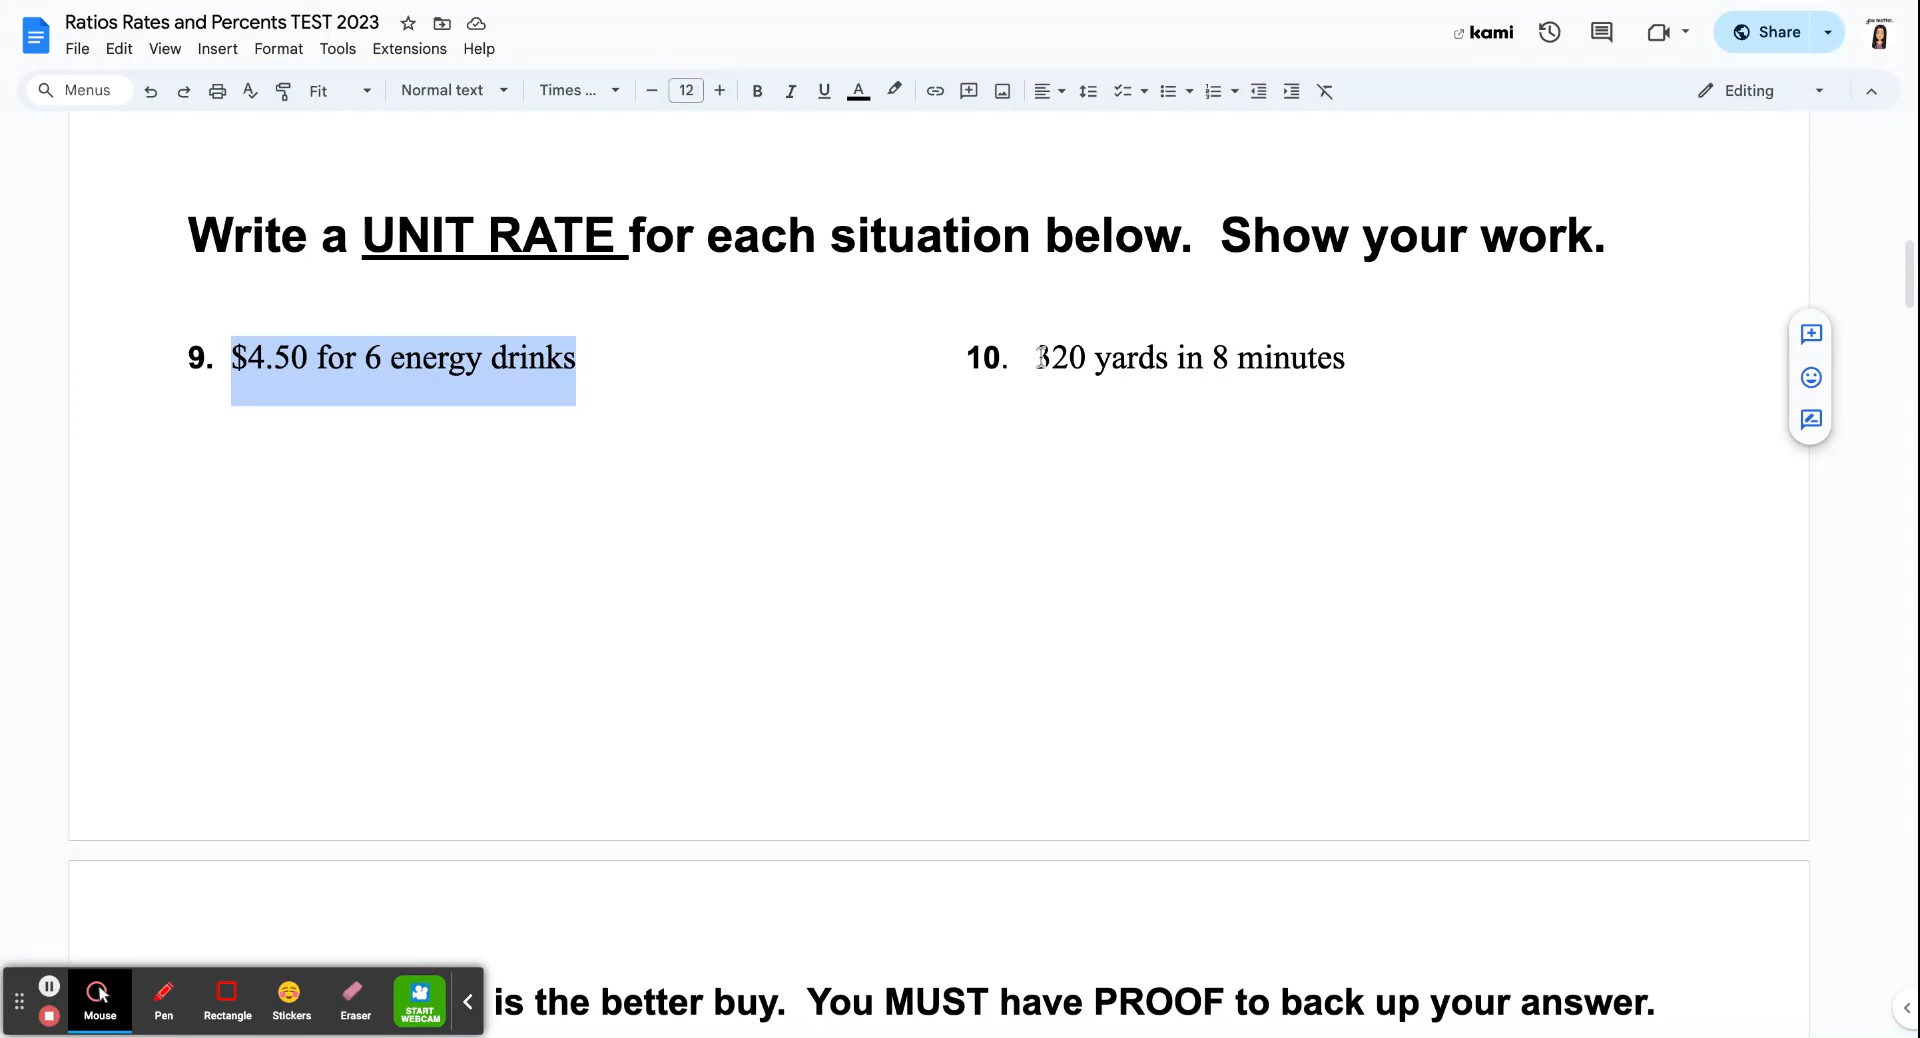 Ratios Rates and Percents TEST 2023
kami
Share
File Edit View Insert Format Tools Extensions Help
Menus Fit Normal text Times ... 12 Editing
Write a UNIT RATE for each situation below. Show your work.
9. $4.50 for 6 energy drinks
10. 320 yards in 8 minutes
is the better buy. You MUST have PROOF to back up your answer.
Mouse Pen Rectangle Stickers Eraser START WEBCAM